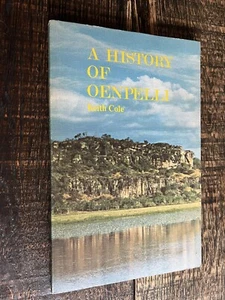 A HISTORY
OF
OENPELLI
Keith Cole